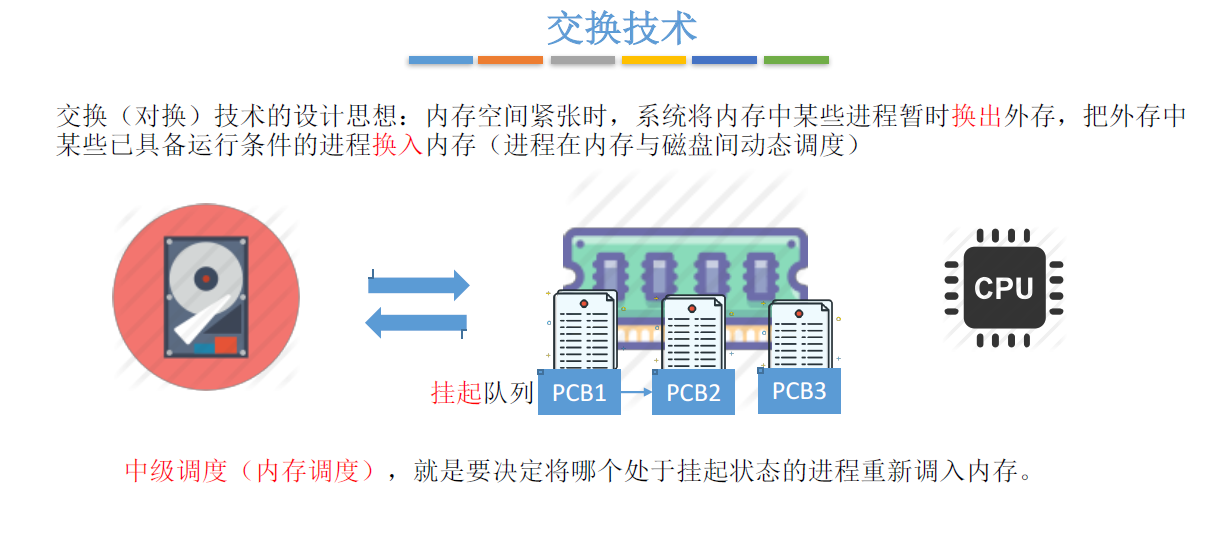 交换技术
交换（对换）技术的设计思想：内存空间紧张时，系统将内存中某些进程暂时换出外存，把外存中
某些已具备运行条件的进程换入内存（进程在内存与磁盘间动态调度）
CPU
挂起队列 PCB1 PCB2 PCB3
中级调度（内存调度），就是要决定将哪个处于挂起状态的进程重新调入内存。